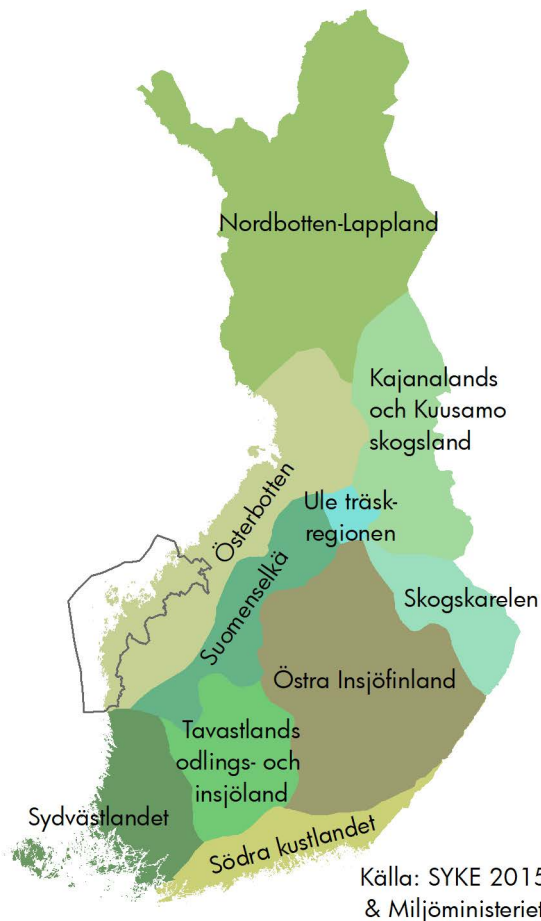 Nordbotten-Lappland
Kajanalands
och Kuusamo
skogsland
Österbotten
Ule träsk-
regionen
Suomenselkä
Skogskarelen
Östra Insjöfinland
Tavastlands
odlings- och
insjöland
Sydvästlandet
Södra kustlandet
Källa: SYKE 2015
& Miljöministeriet